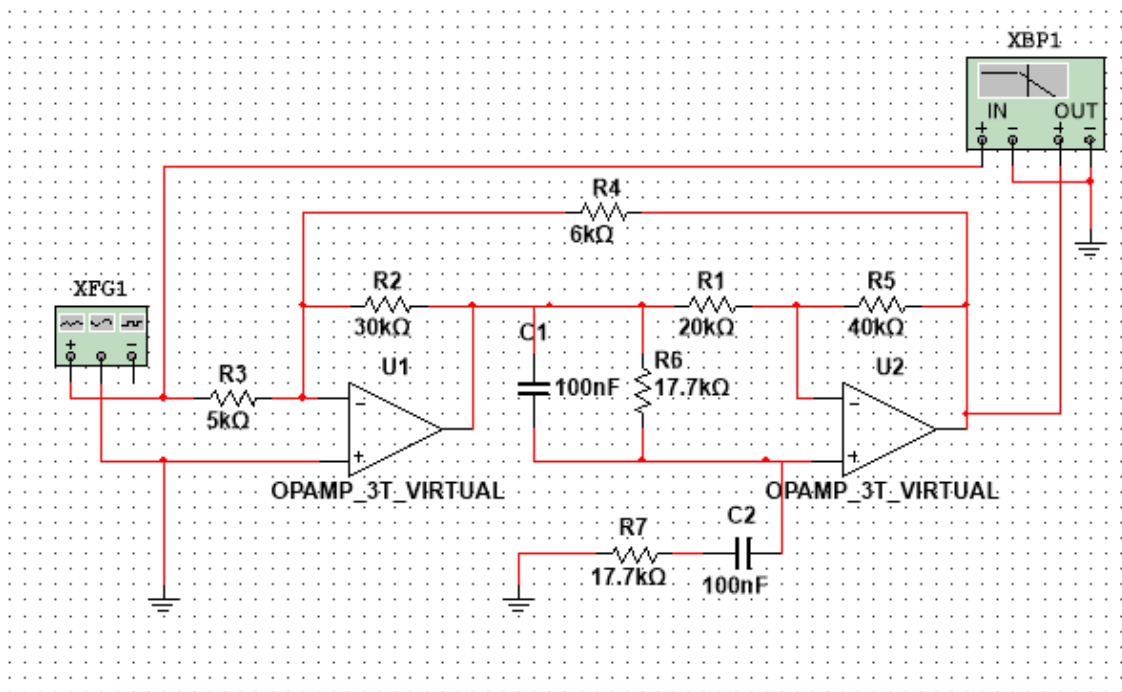 XBP1
IN OUT
+ − + −
R4
6kΩ
XFG1
+ −
R2
30kΩ
R1
20kΩ
R5
40kΩ
C1
100nF
R6
17.7kΩ
R3
5kΩ
U1
−
+
OPAMP_3T_VIRTUAL
U2
−
+
OPAMP_3T_VIRTUAL
R7
17.7kΩ
C2
100nF